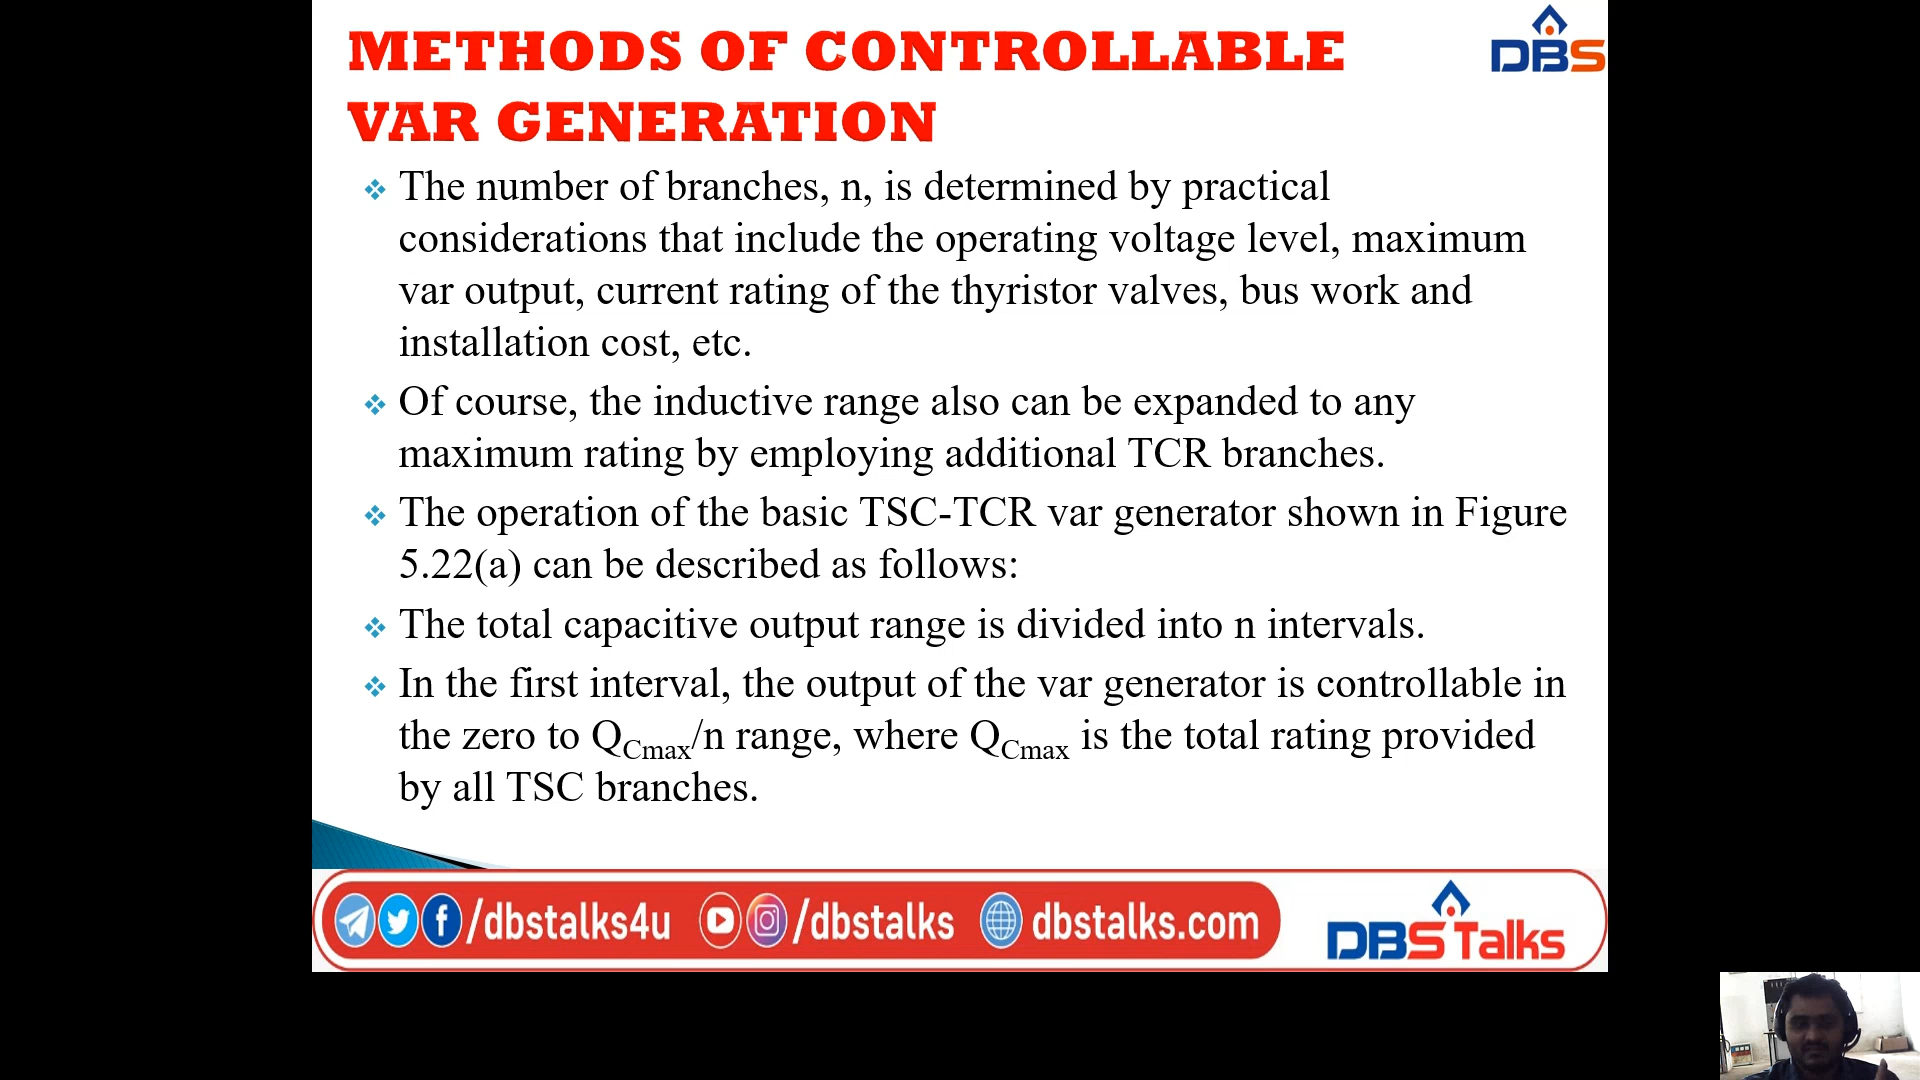 METHODS OF CONTROLLABLE
VAR GENERATION
DBS
❖ The number of branches, n, is determined by practical
considerations that include the operating voltage level, maximum
var output, current rating of the thyristor valves, bus work and
installation cost, etc.
❖ Of course, the inductive range also can be expanded to any
maximum rating by employing additional TCR branches.
❖ The operation of the basic TSC-TCR var generator shown in Figure
5.22(a) can be described as follows:
❖ The total capacitive output range is divided into n intervals.
❖ In the first interval, the output of the var generator is controllable in
the zero to Q_Cmax/n range, where Q_Cmax is the total rating provided
by all TSC branches.
/dbstalks4u /dbstalks dbstalks.com
DBS Talks